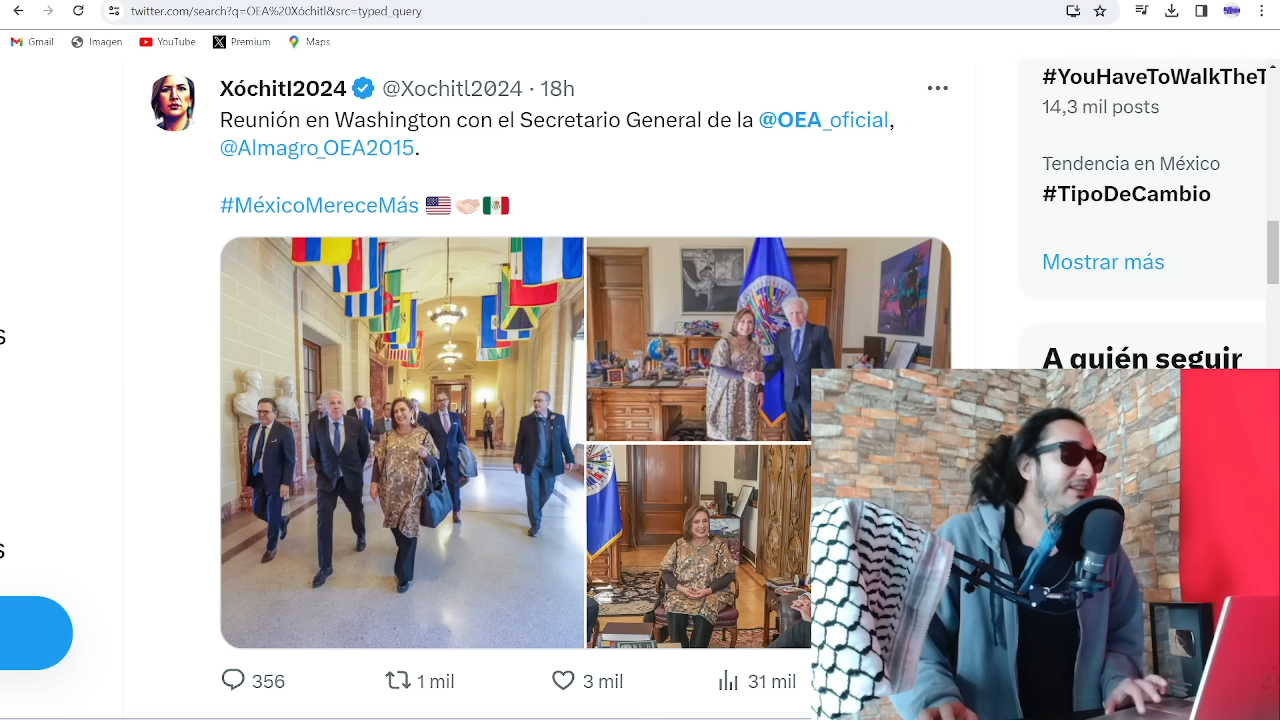 twitter.com/search?q=OEA%20Xóchitl&src=typed_query
Gmail
Imagen
YouTube
Premium
Maps
Xóchitl2024 @Xochitl2024 · 18h
Reunión en Washington con el Secretario General de la @OEA_oficial,
@Almagro_OEA2015.
#MéxicoMereceMás
356
1 mil
3 mil
31 mil
#YouHaveToWalkTheT
14,3 mil posts
Tendencia en México
#TipoDeCambio
Mostrar más
A quién seguir